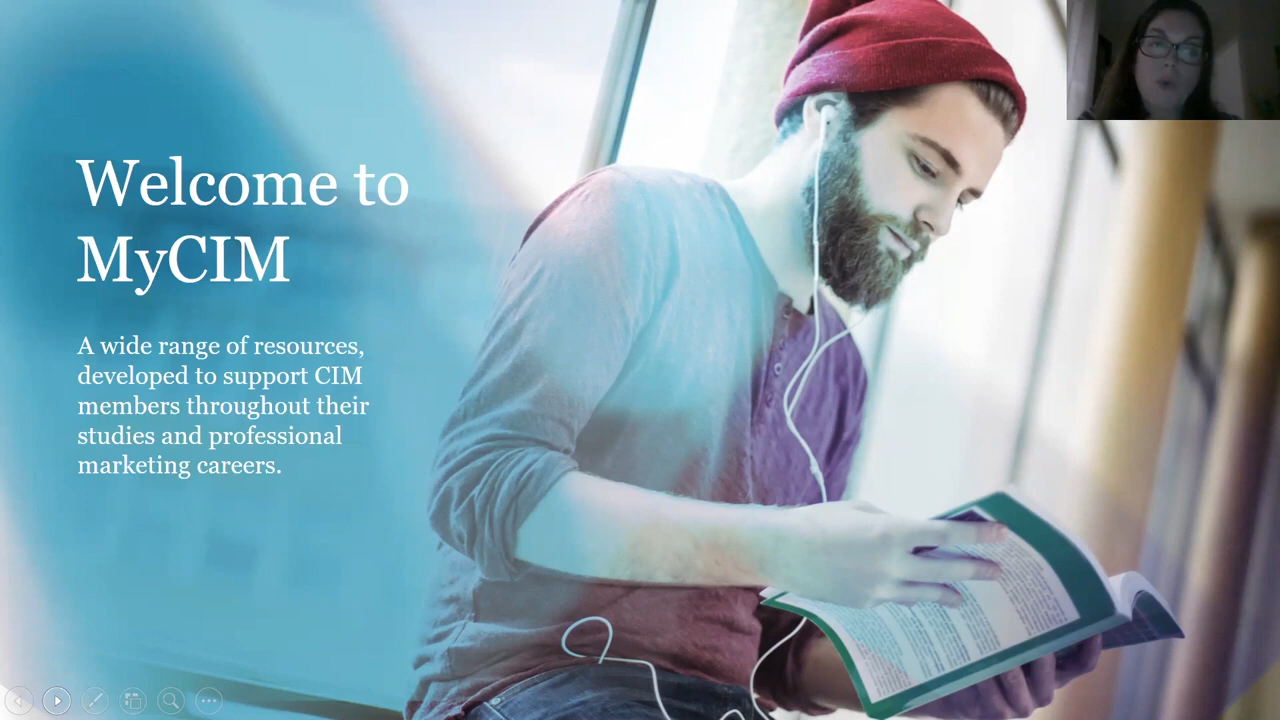 Welcome to
MyCIM
A wide range of resources,
developed to support CIM
members throughout their
studies and professional
marketing careers.